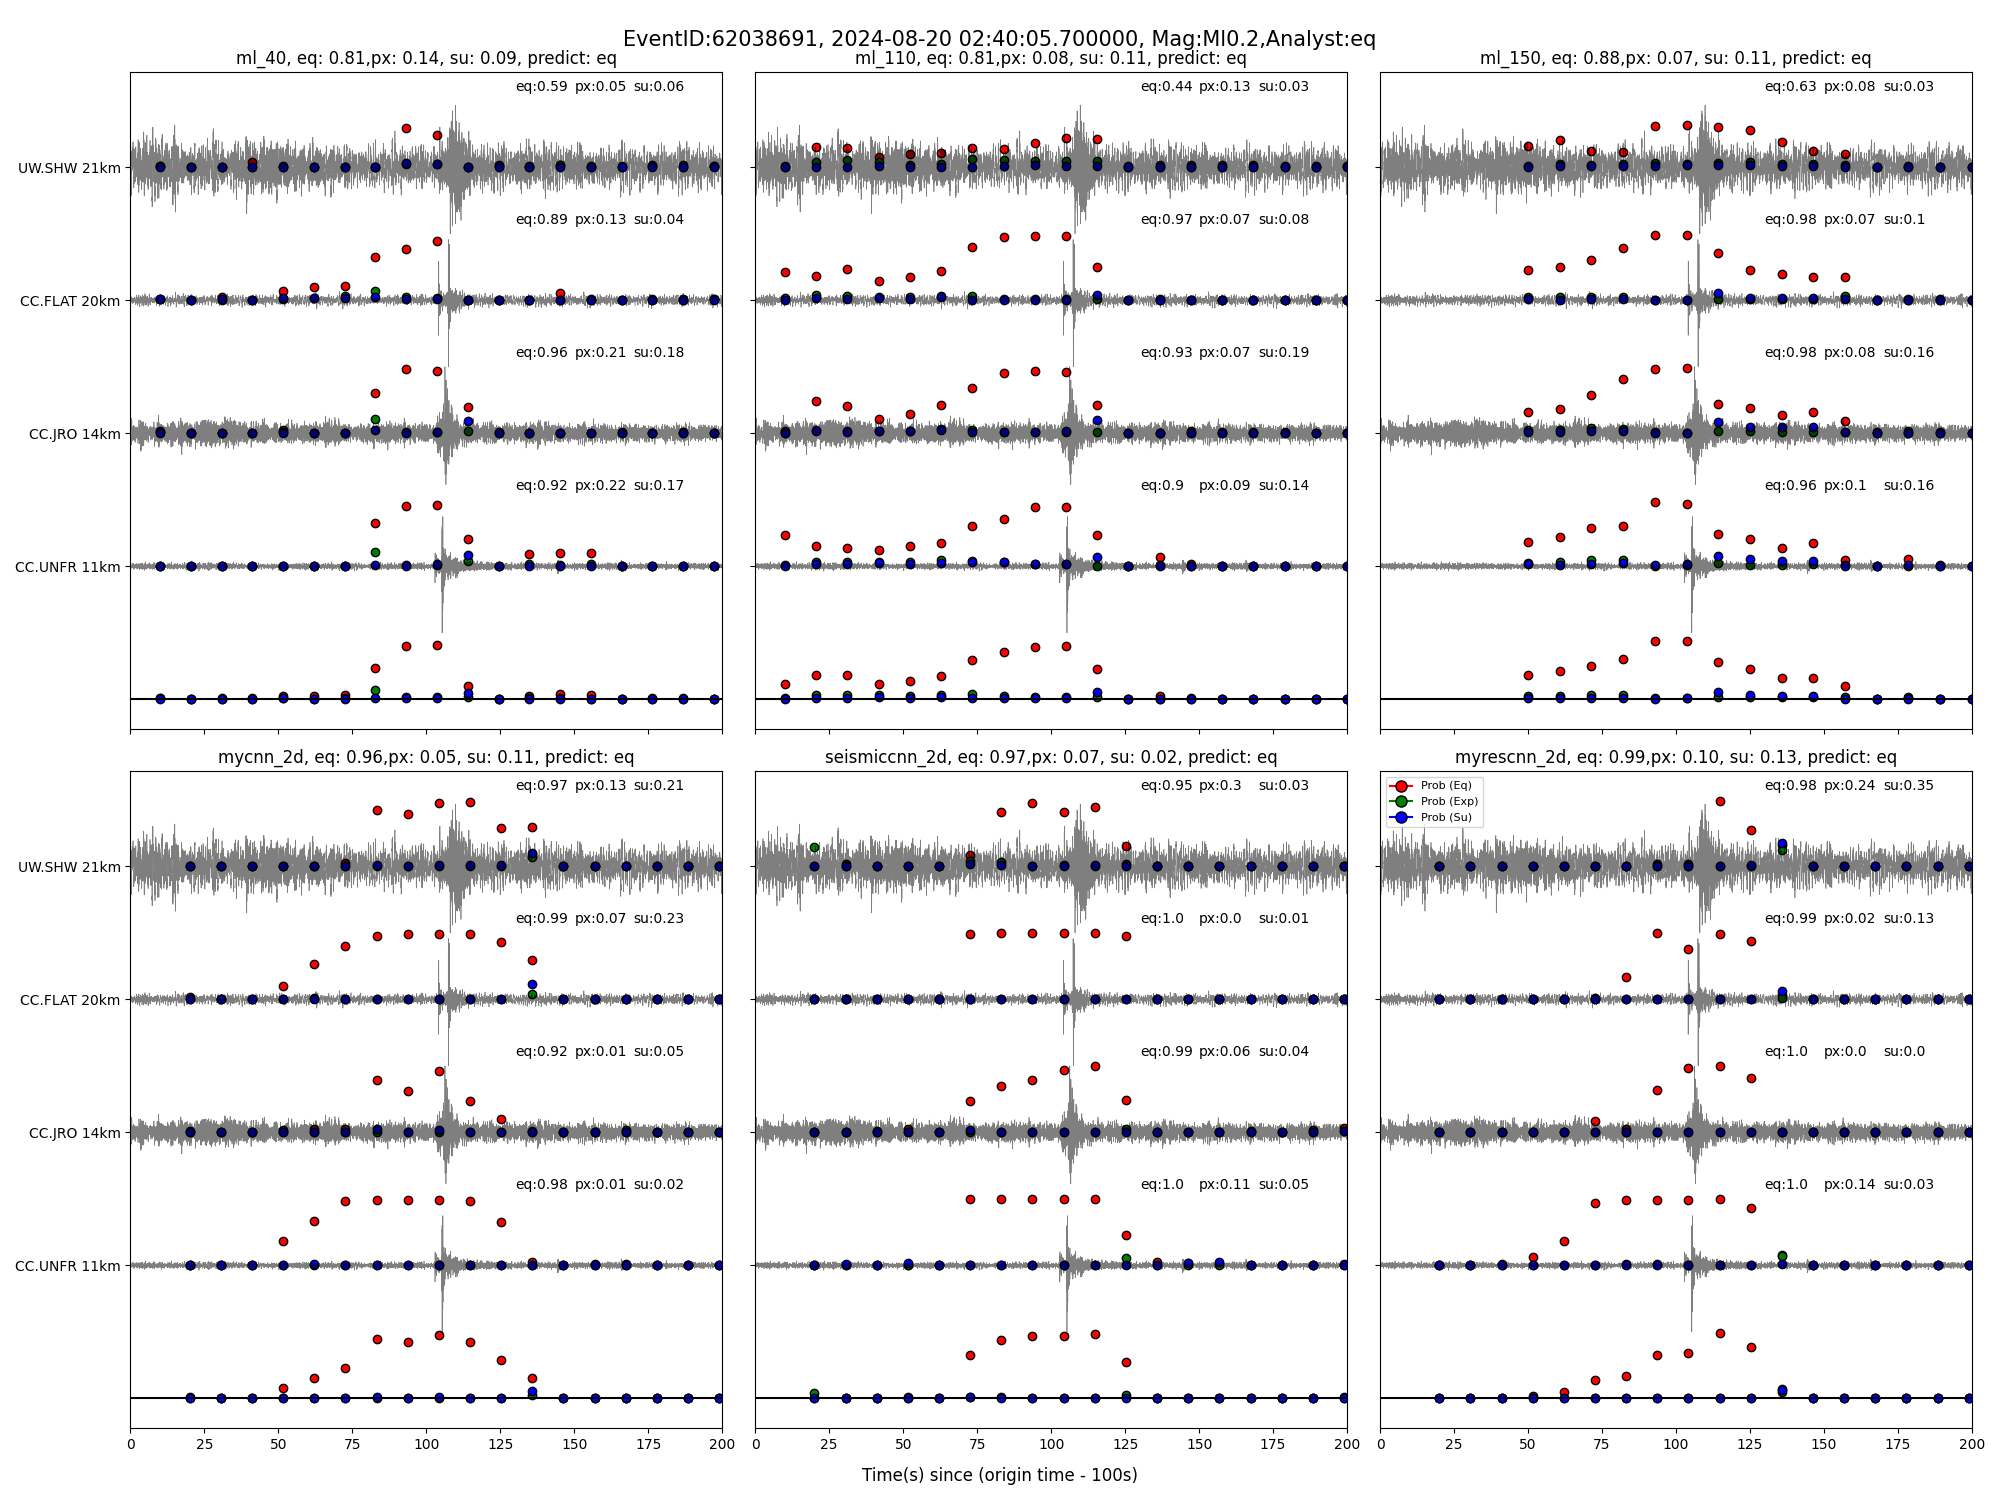 EventID:62038691, 2024-08-20 02:40:05.700000, Mag:Ml0.2,Analyst:eq
ml_40, eq: 0.81,px: 0.14, su: 0.09, predict: eq
eq:0.59 px:0.05 su:0.06
UW.SHW 21km
eq:0.89 px:0.13 su:0.04
CC.FLAT 20km
eq:0.96 px:0.21 su:0.18
CC.JRO 14km
eq:0.92 px:0.22 su:0.17
CC.UNFR 11km
ml_110, eq: 0.81,px: 0.08, su: 0.11, predict: eq
eq:0.44 px:0.13 su:0.03
eq:0.97 px:0.07 su:0.08
eq:0.93 px:0.07 su:0.19
eq:0.9 px:0.09 su:0.14
ml_150, eq: 0.88,px: 0.07, su: 0.11, predict: eq
eq:0.63 px:0.08 su:0.03
eq:0.98 px:0.07 su:0.1
eq:0.98 px:0.08 su:0.16
eq:0.96 px:0.1 su:0.16
mycnn_2d, eq: 0.96,px: 0.05, su: 0.11, predict: eq
eq:0.97 px:0.13 su:0.21
UW.SHW 21km
eq:0.99 px:0.07 su:0.23
CC.FLAT 20km
eq:0.92 px:0.01 su:0.05
CC.JRO 14km
eq:0.98 px:0.01 su:0.02
CC.UNFR 11km
0 25 50 75 100 125 150 175 200
seismiccnn_2d, eq: 0.97,px: 0.07, su: 0.02, predict: eq
eq:0.95 px:0.3 su:0.03
eq:1.0 px:0.0 su:0.01
eq:0.99 px:0.06 su:0.04
eq:1.0 px:0.11 su:0.05
0 25 50 75 100 125 150 175 200
myrescnn_2d, eq: 0.99,px: 0.10, su: 0.13, predict: eq
Prob (Eq)
Prob (Exp)
Prob (Su)
eq:0.98 px:0.24 su:0.35
eq:0.99 px:0.02 su:0.13
eq:1.0 px:0.0 su:0.0
eq:1.0 px:0.14 su:0.03
0 25 50 75 100 125 150 175 200
Time(s) since (origin time - 100s)